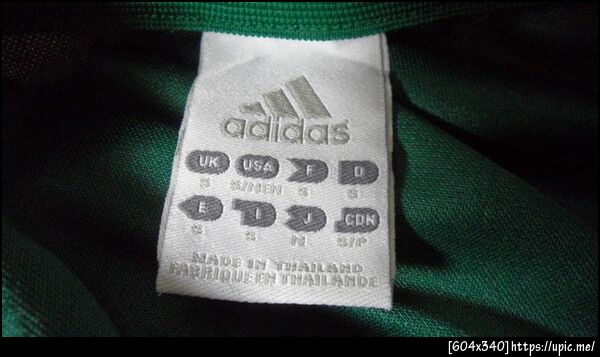 adidas
UK USA F D
S S/MEN S S
E I J CDN
S S M S/P
MADE IN THAILAND
FABRIQUE EN THAILANDE
[604x340]https://upic.me/